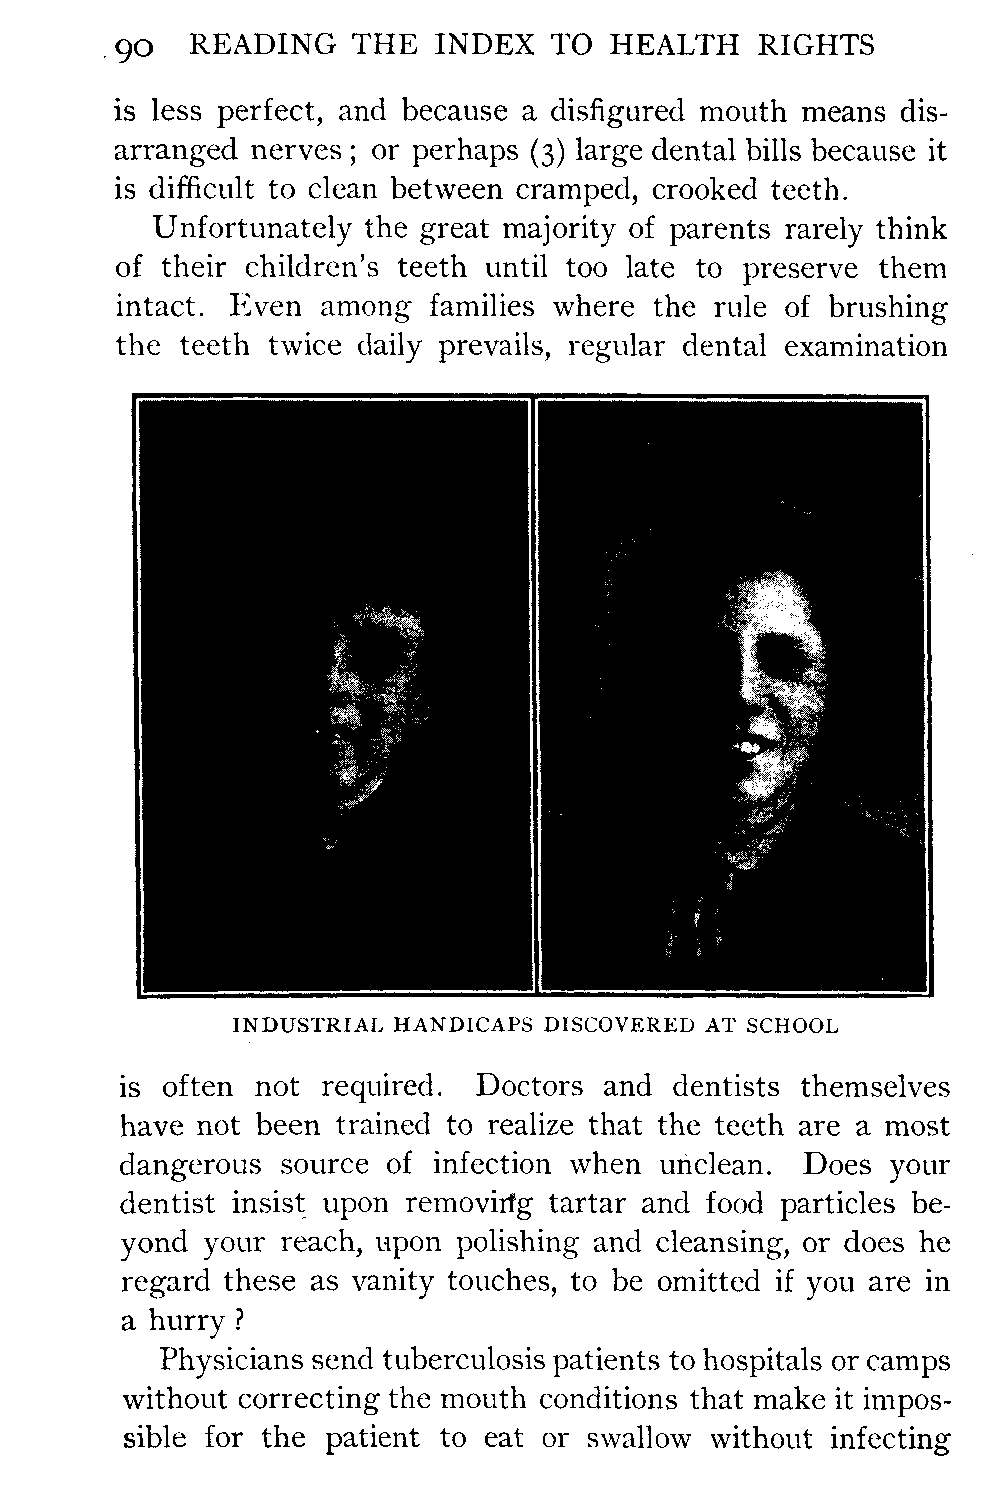 90 READING THE INDEX TO HEALTH RIGHTS
is less perfect, and because a disfigured mouth means dis-
arranged nerves ; or perhaps (3) large dental bills because it
is difficult to clean between cramped, crooked teeth.
Unfortunately the great majority of parents rarely think
of their children's teeth until too late to preserve them
intact. Even among families where the rule of brushing
the teeth twice daily prevails, regular dental examination
INDUSTRIAL HANDICAPS DISCOVERED AT SCHOOL
is often not required. Doctors and dentists themselves
have not been trained to realize that the teeth are a most
dangerous source of infection when unclean. Does your
dentist insist upon removing tartar and food particles be-
yond your reach, upon polishing and cleansing, or does he
regard these as vanity touches, to be omitted if you are in
a hurry ?
Physicians send tuberculosis patients to hospitals or camps
without correcting the mouth conditions that make it impos-
sible for the patient to eat or swallow without infecting